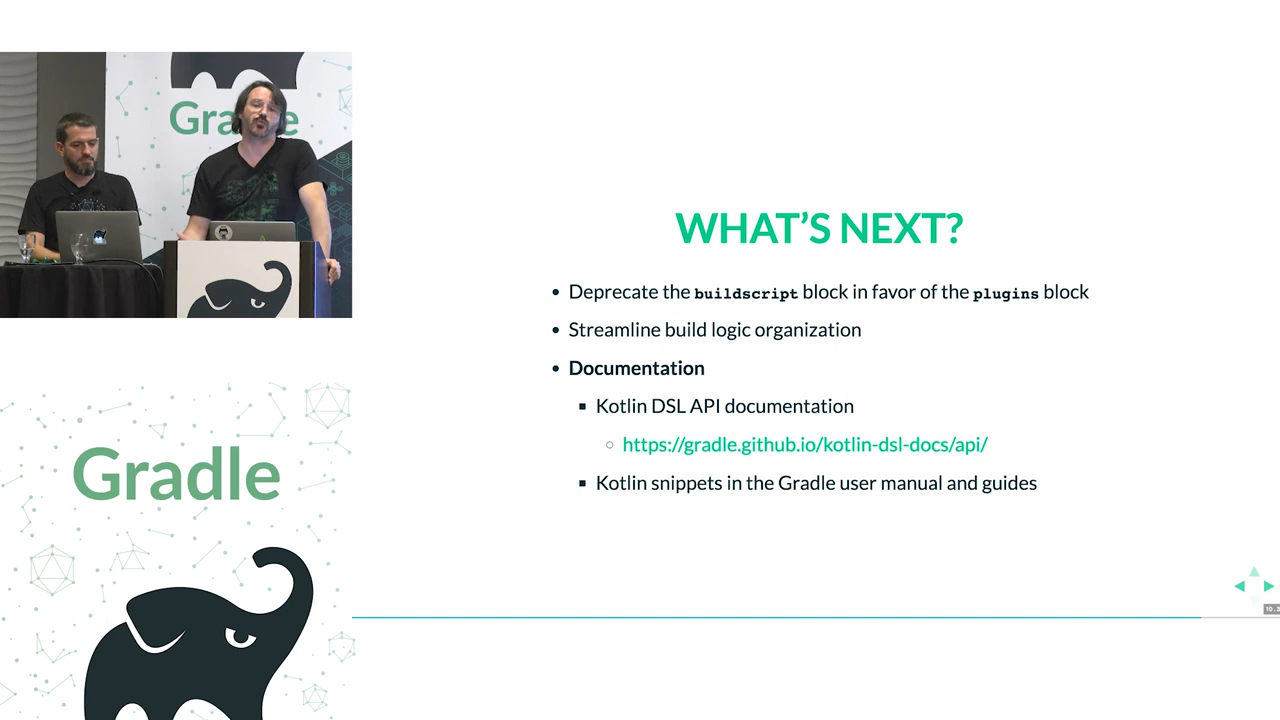 Gradle
WHAT'S NEXT?
• Deprecate the buildscript block in favor of the plugins block
• Streamline build logic organization
• Documentation
▪ Kotlin DSL API documentation
○ https://gradle.github.io/kotlin-dsl-docs/api/
▪ Kotlin snippets in the Gradle user manual and guides
Gradle